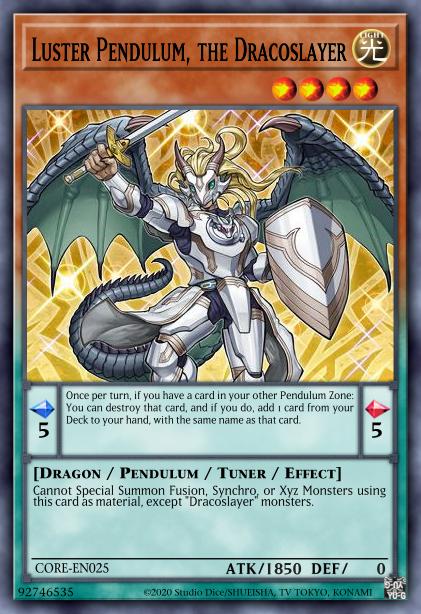 Luster Pendulum, the Dracoslayer
LIGHT
光
Once per turn, if you have a card in your other Pendulum Zone:
You can destroy that card, and if you do, add 1 card from your
Deck to your hand, with the same name as that card.
5
5
[Dragon / Pendulum / Tuner / Effect]
Cannot Special Summon Fusion, Synchro, or Xyz Monsters using
this card as material, except "Dracoslayer" monsters.
CORE-EN025
ATK/1850 DEF/ 0
92746535
©2020 Studio Dice/SHUEISHA, TV TOKYO, KONAMI